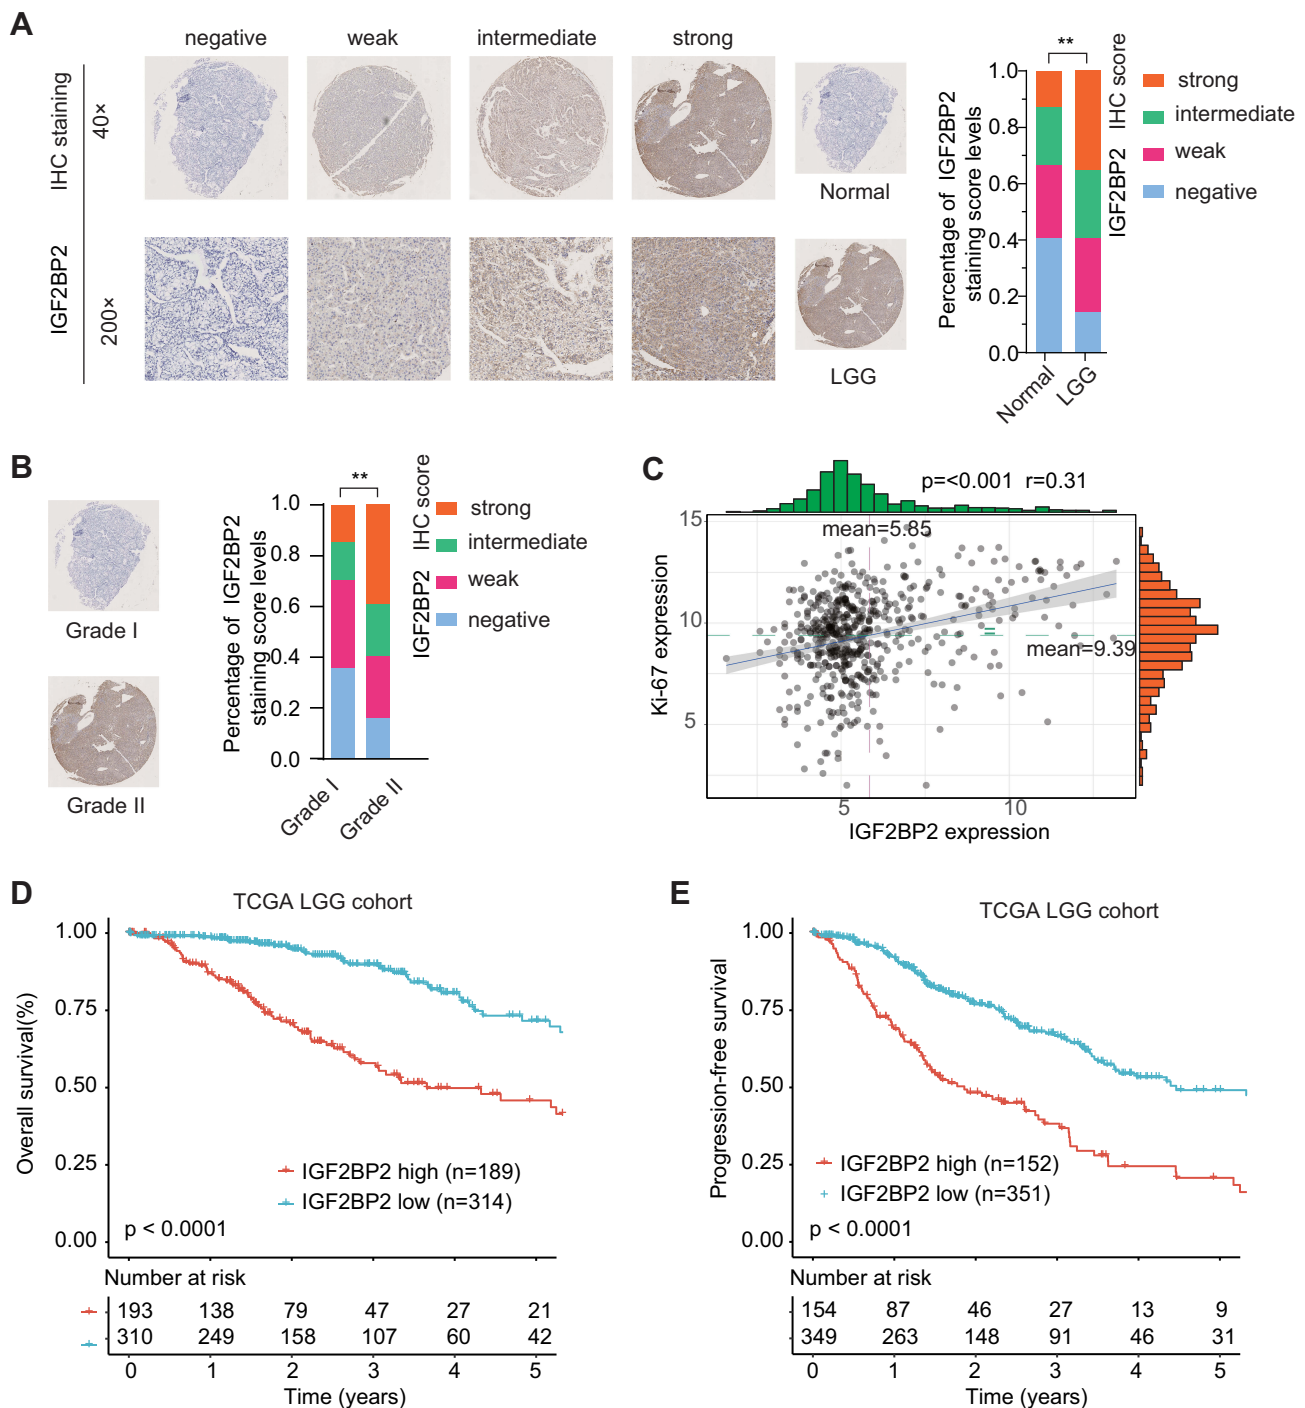 A
negative
weak
intermediate
strong
IHC staining
40×
IGF2BP2
200×
Normal
LGG
**
Percentage of IGF2BP2
staining score levels
1.0
0.8
0.6
0.4
0.2
0.0
Normal
LGG
IGF2BP2 IHC score
strong
intermediate
weak
negative
B
Grade I
Grade II
**
Percentage of IGF2BP2
staining score levels
1.0
0.8
0.6
0.4
0.2
0.0
Grade I
Grade II
IGF2BP2 IHC score
strong
intermediate
weak
negative
C
p=<0.001 r=0.31
mean=5.85
mean=9.39
Ki-67 expression
15
10
5
5
10
IGF2BP2 expression
D
TCGA LGG cohort
Overall survival(%)
1.00
0.75
0.50
0.25
0.00
IGF2BP2 high (n=189)
IGF2BP2 low (n=314)
p < 0.0001
Number at risk
193 138 79 47 27 21
310 249 158 107 60 42
0 1 2 3 4 5
Time (years)
E
TCGA LGG cohort
Progression-free survival
1.00
0.75
0.50
0.25
0.00
IGF2BP2 high (n=152)
IGF2BP2 low (n=351)
p < 0.0001
Number at risk
154 87 46 27 13 9
349 263 148 91 46 31
0 1 2 3 4 5
Time (years)